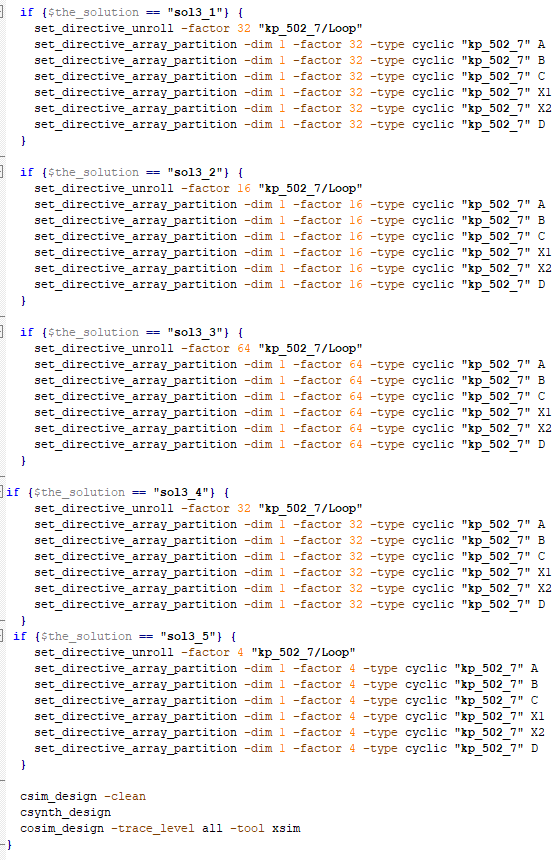 if {$the_solution == "sol3_1"} {
set_directive_unroll -factor 32 "kp_502_7/Loop"
set_directive_array_partition -dim 1 -factor 32 -type cyclic "kp_502_7" A
set_directive_array_partition -dim 1 -factor 32 -type cyclic "kp_502_7" B
set_directive_array_partition -dim 1 -factor 32 -type cyclic "kp_502_7" C
set_directive_array_partition -dim 1 -factor 32 -type cyclic "kp_502_7" X1
set_directive_array_partition -dim 1 -factor 32 -type cyclic "kp_502_7" X2
set_directive_array_partition -dim 1 -factor 32 -type cyclic "kp_502_7" D
}
if {$the_solution == "sol3_2"} {
set_directive_unroll -factor 16 "kp_502_7/Loop"
set_directive_array_partition -dim 1 -factor 16 -type cyclic "kp_502_7" A
set_directive_array_partition -dim 1 -factor 16 -type cyclic "kp_502_7" B
set_directive_array_partition -dim 1 -factor 16 -type cyclic "kp_502_7" C
set_directive_array_partition -dim 1 -factor 16 -type cyclic "kp_502_7" X1
set_directive_array_partition -dim 1 -factor 16 -type cyclic "kp_502_7" X2
set_directive_array_partition -dim 1 -factor 16 -type cyclic "kp_502_7" D
}
if {$the_solution == "sol3_3"} {
set_directive_unroll -factor 64 "kp_502_7/Loop"
set_directive_array_partition -dim 1 -factor 64 -type cyclic "kp_502_7" A
set_directive_array_partition -dim 1 -factor 64 -type cyclic "kp_502_7" B
set_directive_array_partition -dim 1 -factor 64 -type cyclic "kp_502_7" C
set_directive_array_partition -dim 1 -factor 64 -type cyclic "kp_502_7" X1
set_directive_array_partition -dim 1 -factor 64 -type cyclic "kp_502_7" X2
set_directive_array_partition -dim 1 -factor 64 -type cyclic "kp_502_7" D
}
if {$the_solution == "sol3_4"} {
set_directive_unroll -factor 32 "kp_502_7/Loop"
set_directive_array_partition -dim 1 -factor 32 -type cyclic "kp_502_7" A
set_directive_array_partition -dim 1 -factor 32 -type cyclic "kp_502_7" B
set_directive_array_partition -dim 1 -factor 32 -type cyclic "kp_502_7" C
set_directive_array_partition -dim 1 -factor 32 -type cyclic "kp_502_7" X1
set_directive_array_partition -dim 1 -factor 32 -type cyclic "kp_502_7" X2
set_directive_array_partition -dim 1 -factor 32 -type cyclic "kp_502_7" D
}
if {$the_solution == "sol3_5"} {
set_directive_unroll -factor 4 "kp_502_7/Loop"
set_directive_array_partition -dim 1 -factor 4 -type cyclic "kp_502_7" A
set_directive_array_partition -dim 1 -factor 4 -type cyclic "kp_502_7" B
set_directive_array_partition -dim 1 -factor 4 -type cyclic "kp_502_7" C
set_directive_array_partition -dim 1 -factor 4 -type cyclic "kp_502_7" X1
set_directive_array_partition -dim 1 -factor 4 -type cyclic "kp_502_7" X2
set_directive_array_partition -dim 1 -factor 4 -type cyclic "kp_502_7" D
}
csim_design -clean
csynth_design
cosim_design -trace_level all -tool xsim
}